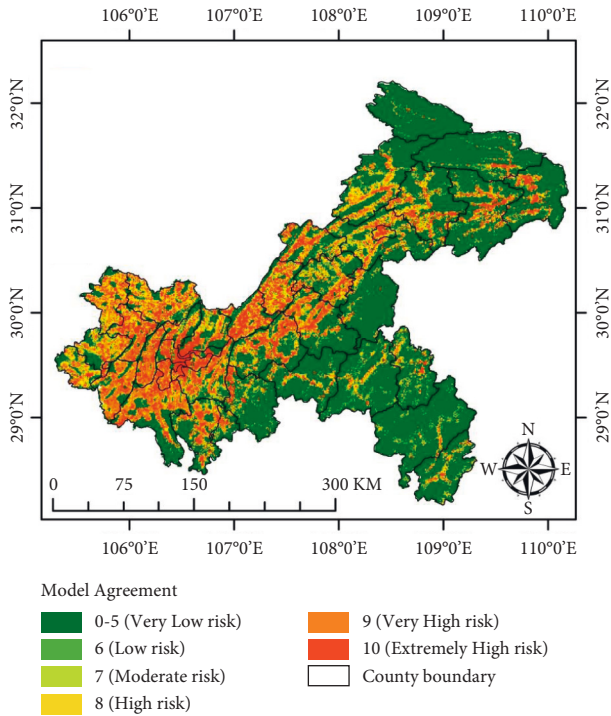 106°0'E 107°0'E 108°0'E 109°0'E 110°0'E
32°0'N 32°0'N
31°0'N 31°0'N
30°0'N 30°0'N
29°0'N 29°0'N
N
W E
S
0 75 150 300 KM
106°0'E 107°0'E 108°0'E 109°0'E 110°0'E
Model Agreement
0-5 (Very Low risk)
6 (Low risk)
7 (Moderate risk)
8 (High risk)
9 (Very High risk)
10 (Extremely High risk)
County boundary